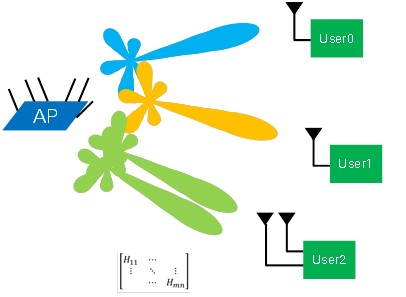 User0
AP
User1
User2
H11 ⋯
⋮ ⋱ ⋮
⋯ Hmn